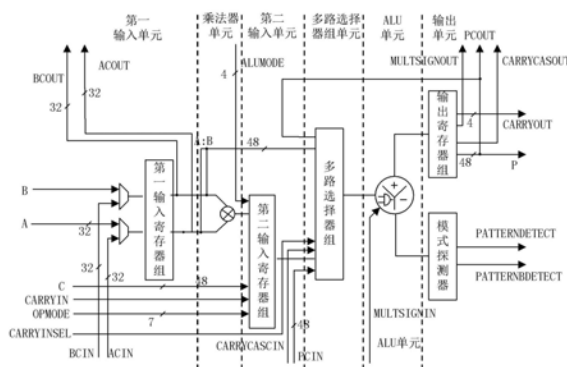 第一 乘法器 第二 多路选择 ALU 输出
输入单元 单元 输入单元 器组单元 单元 单元
PCOUT
MULTSIGNOUT CARRYCASOUT
ACOUT
BCOUT
ALUMODE
4
32 32
A:B
48
输出寄存器组
4
CARRYOUT
48
P
第一输入寄存器组
多路选择器组
B
A
32
第二输入寄存器组
模式探测器
PATTERNDETECT
PATTERNBDETECT
32 32
C
48
CARRYIN
OPMODE
7
48
CARRYINSEL
MULTSIGNIN
CARRYCASCIN
BCIN ACIN
PCIN
ALU单元